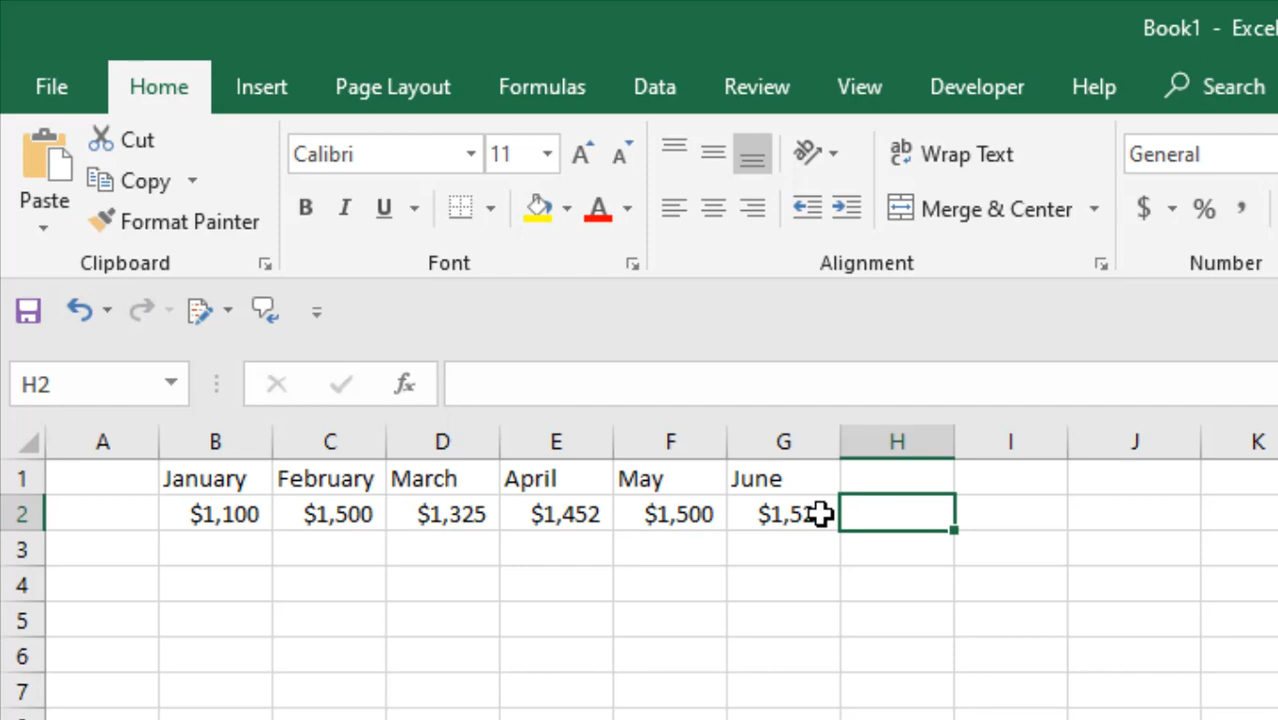 Book1 - Exce
File Home Insert Page Layout Formulas Data Review View Developer Help Search
Cut
Copy
Paste
Format Painter
Clipboard
Calibri 11 A A
B I U A
Font
ab c Wrap Text
Merge & Center
Alignment
General
$ % ,
Number
H2 fx
A B C D E F G H I J K
1 January February March April May June
2 $1,100 $1,500 $1,325 $1,452 $1,500
3
4
5
6
7